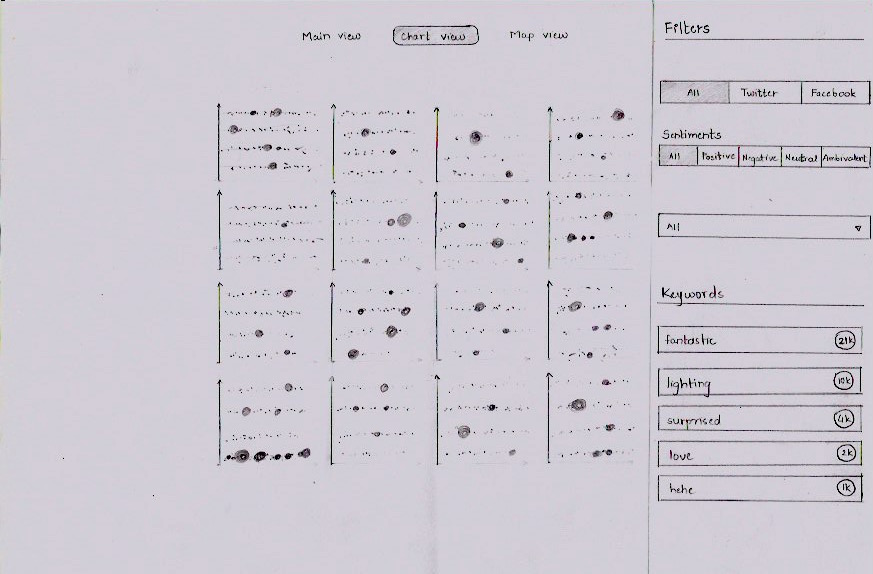 Main view Chart view Map view
Filters
All Twitter Facebook
Sentiments
All Positive Negative Neutral Ambivalent
All
Keywords
fantastic 21k
lighting 10k
surprised 4k
love 2k
hehe 1k